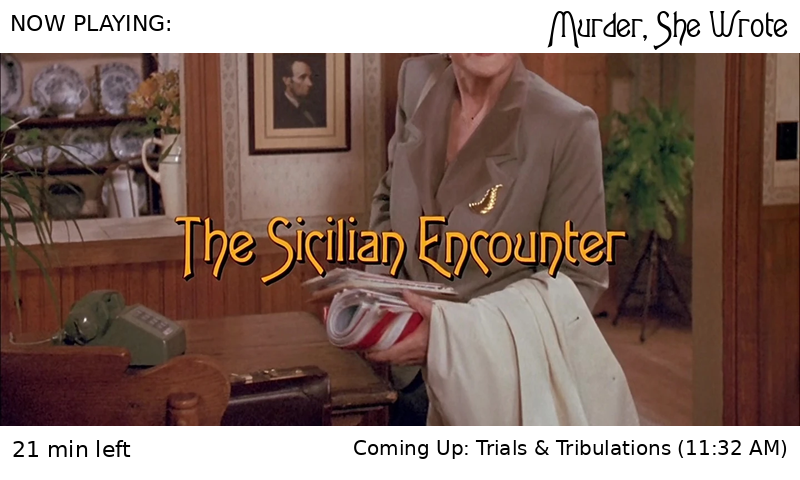 NOW PLAYING:
Murder, She Wrote
The Sicilian Encounter
21 min left
Coming Up: Trials & Tribulations (11:32 AM)